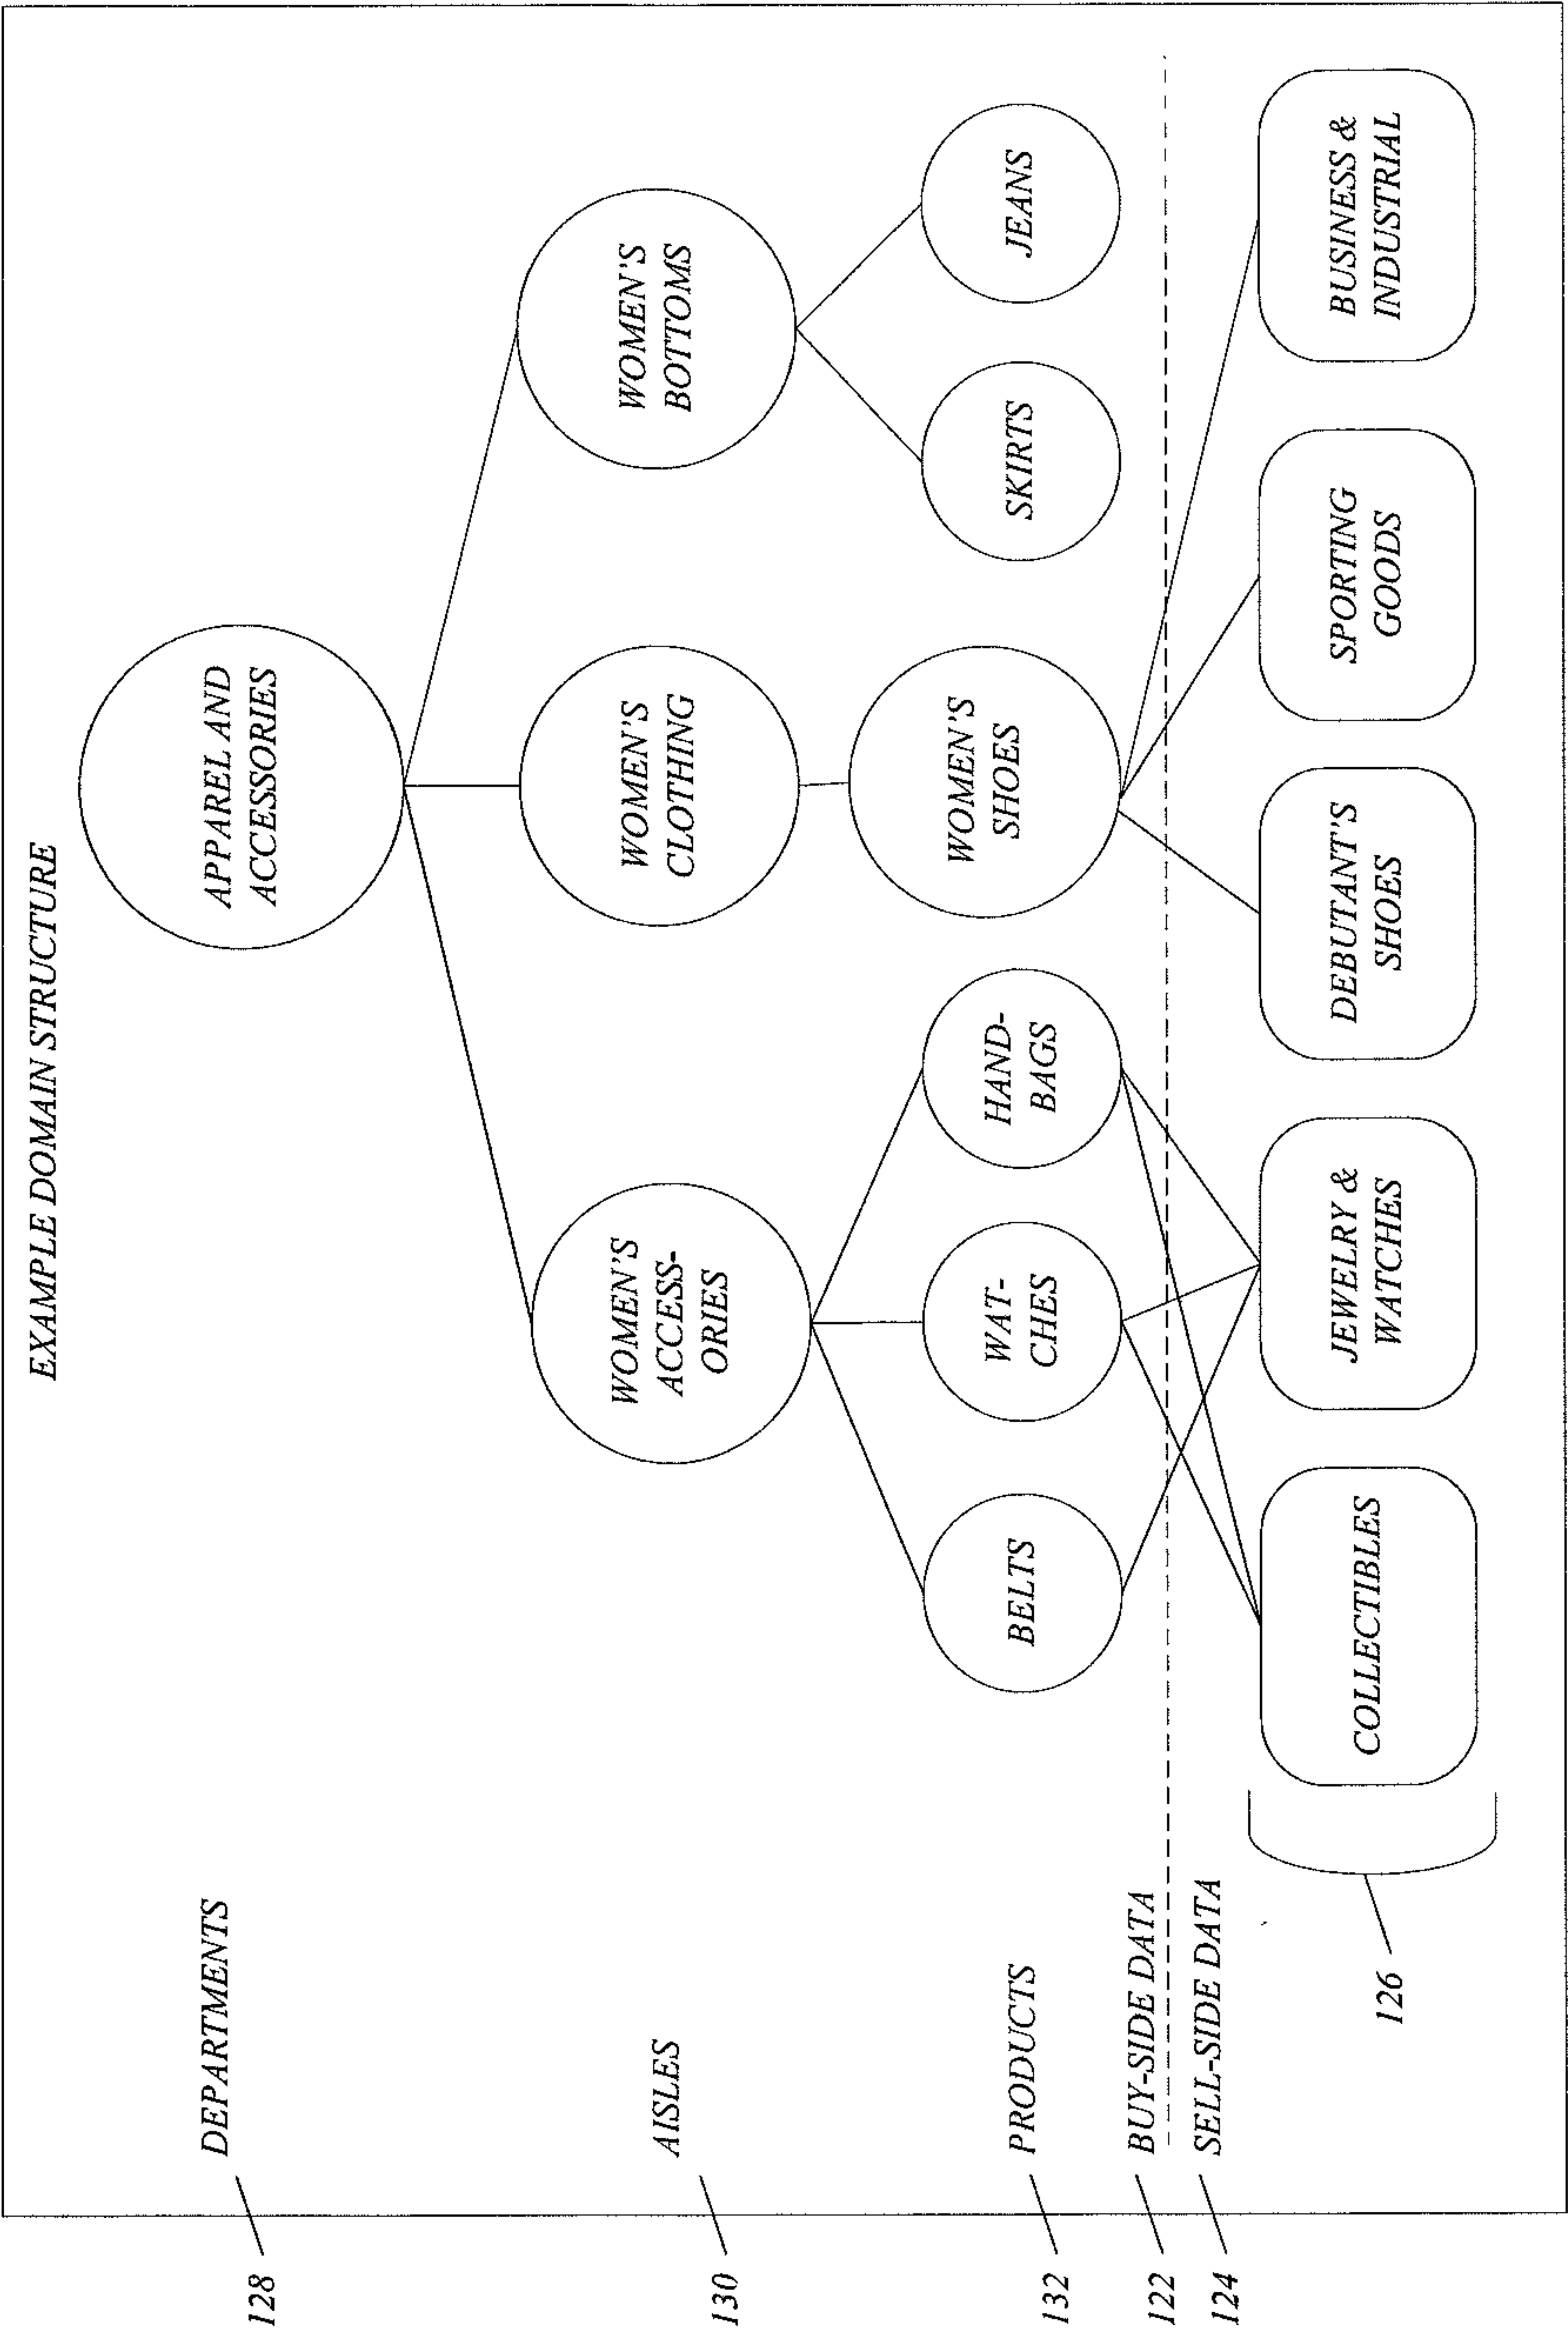 EXAMPLE DOMAIN STRUCTURE
128
DEPARTMENTS
APPAREL AND
ACCESSORIES
130
AISLES
WOMEN'S
ACCESS-
ORIES
WOMEN'S
CLOTHING
WOMEN'S
BOTTOMS
132
PRODUCTS
BELTS
WAT-
CHES
HAND-
BAGS
WOMEN'S
SHOES
SKIRTS
JEANS
122
BUY-SIDE DATA
124
SELL-SIDE DATA
126
COLLECTIBLES
JEWELRY &
WATCHES
DEBUTANT'S
SHOES
SPORTING
GOODS
BUSINESS &
INDUSTRIAL